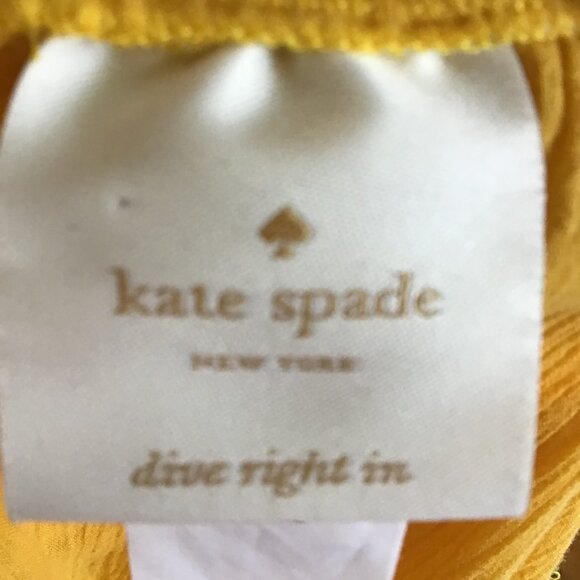 kate spade
NEW YORK
dive right in